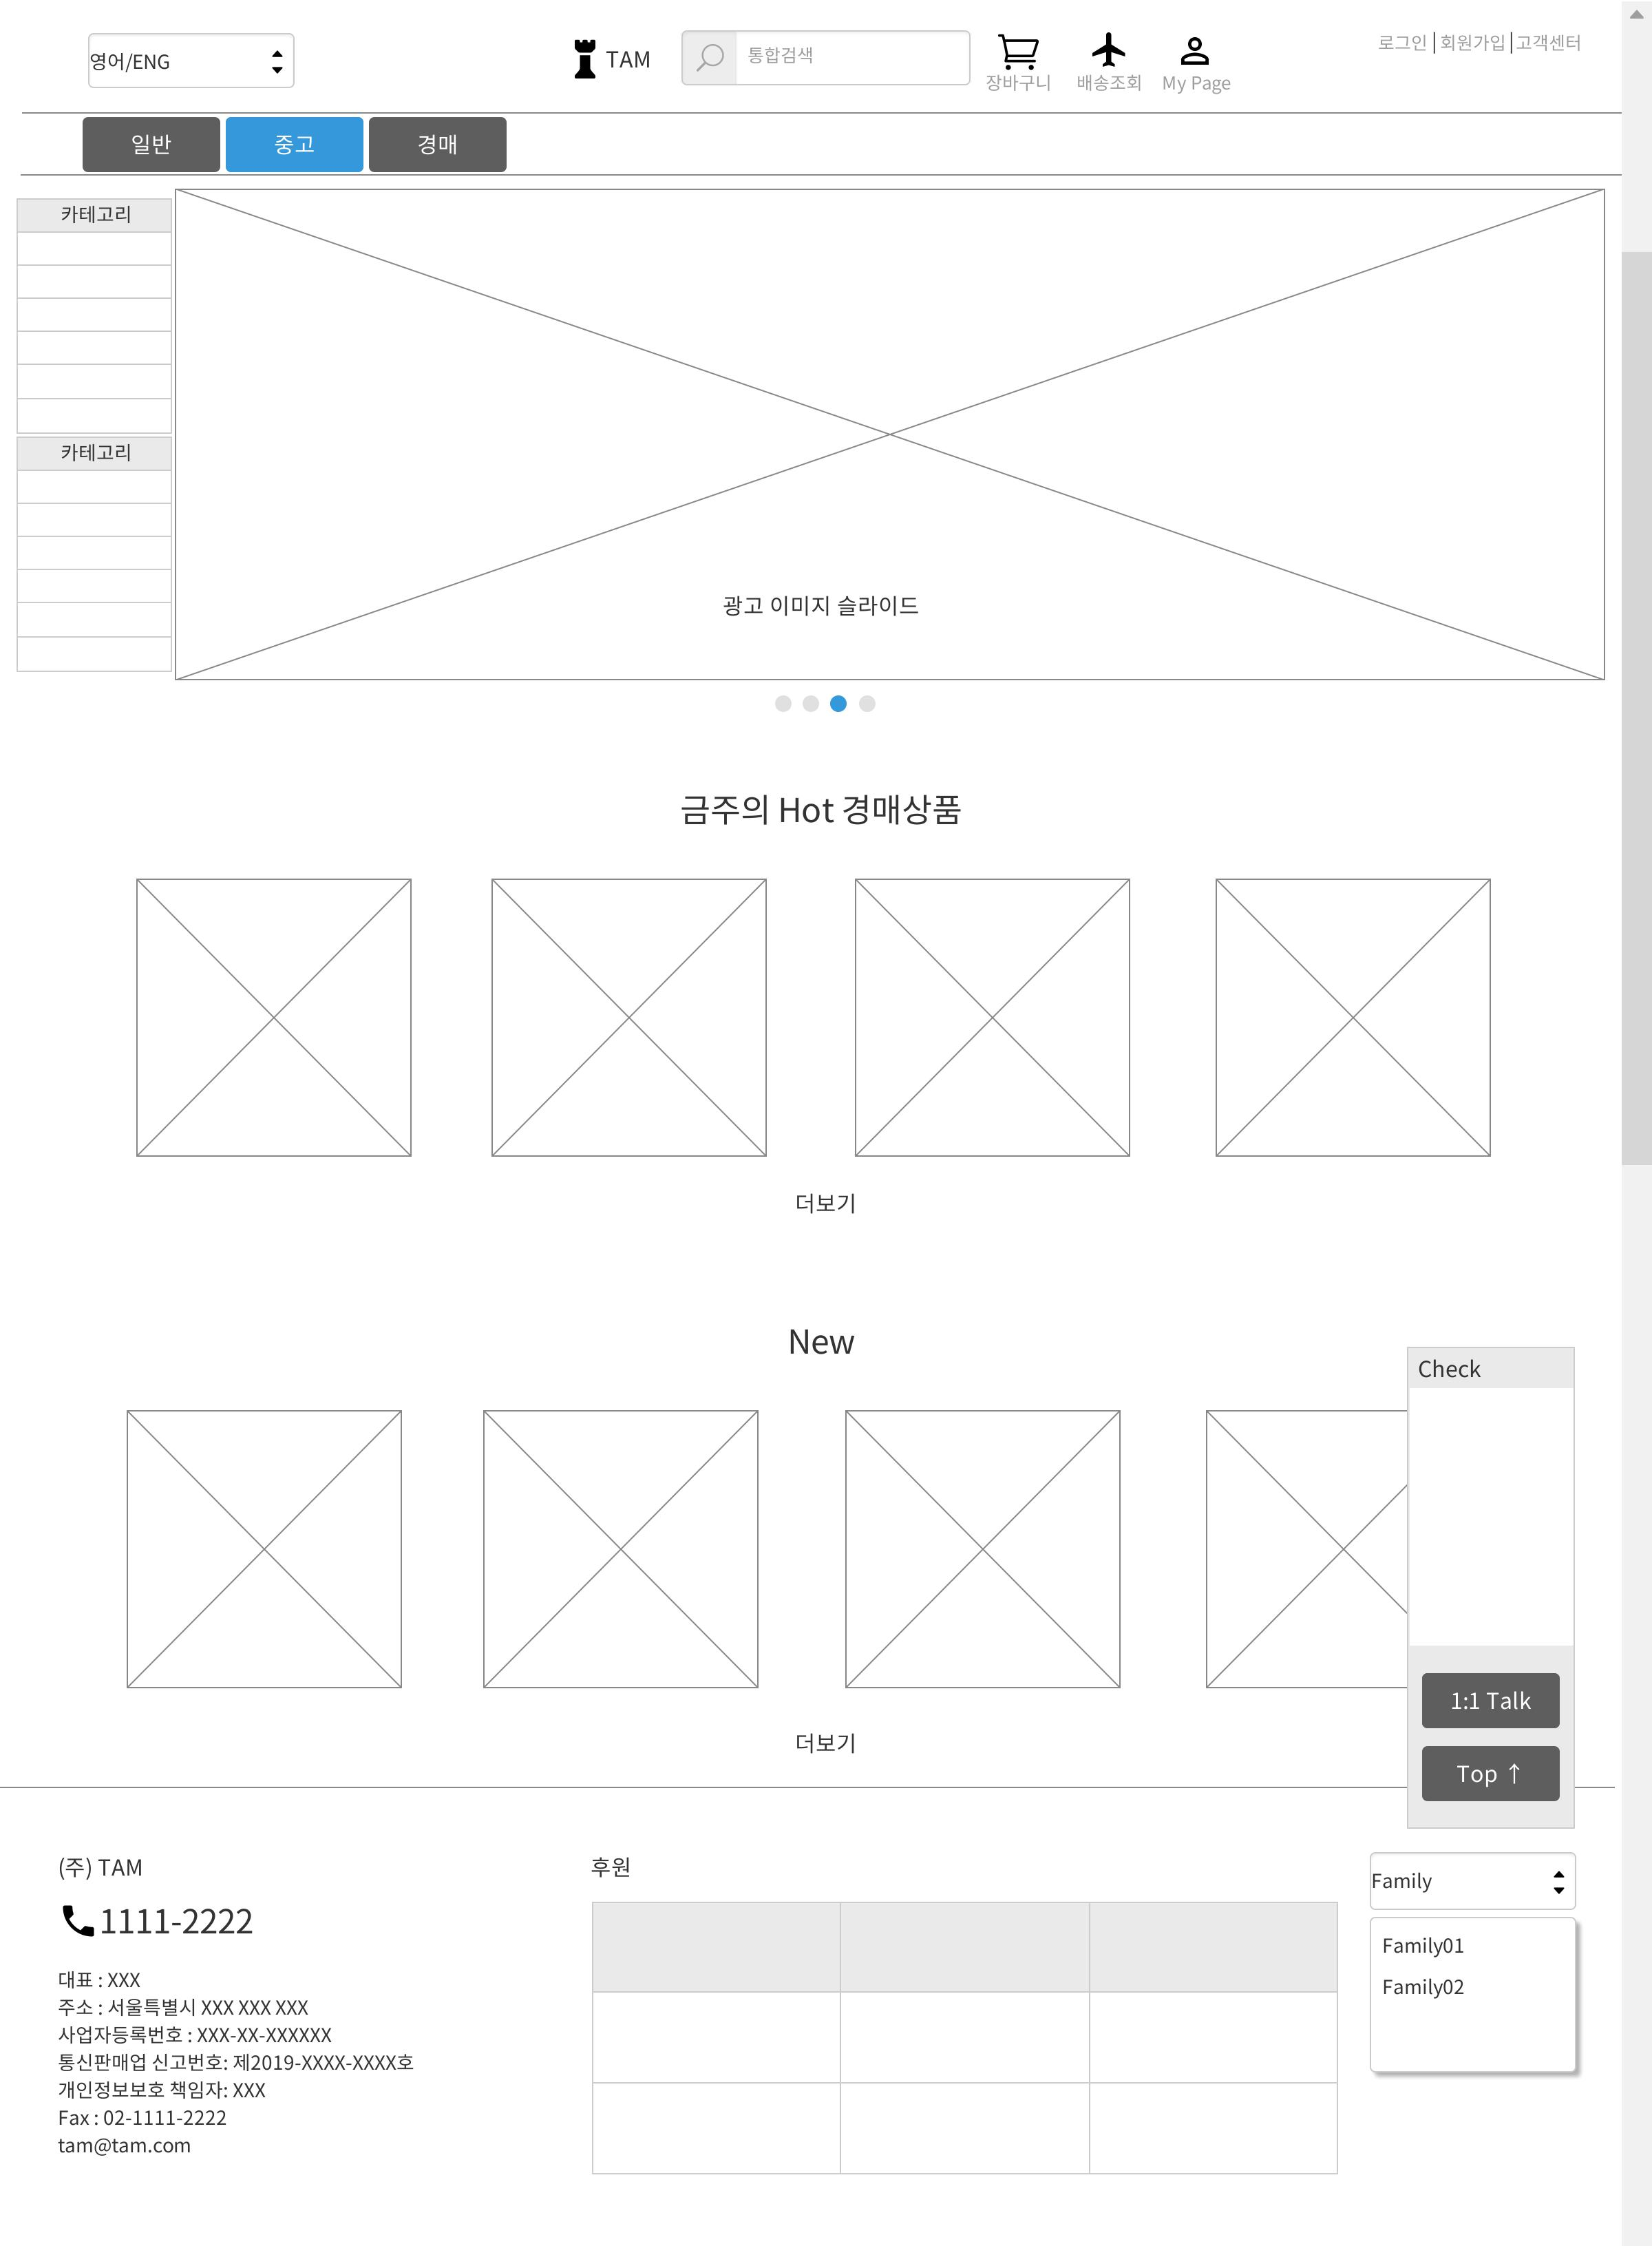 영어/ENG
TAM
통합검색
장바구니
배송조회
My Page
로그인
회원가입
고객센터
일반
중고
경매
카테고리
카테고리
광고 이미지 슬라이드
금주의 Hot 경매상품
더보기
New
Check
1:1 Talk
더보기
Top ↑
(주) TAM
1111-2222
대표 : XXX
주소 : 서울특별시 XXX XXX XXX
사업자등록번호 : XXX-XX-XXXXXX
통신판매업 신고번호: 제2019-XXXX-XXXX호
개인정보보호 책임자: XXX
Fax : 02-1111-2222
tam@tam.com
후원
Family
Family01
Family02